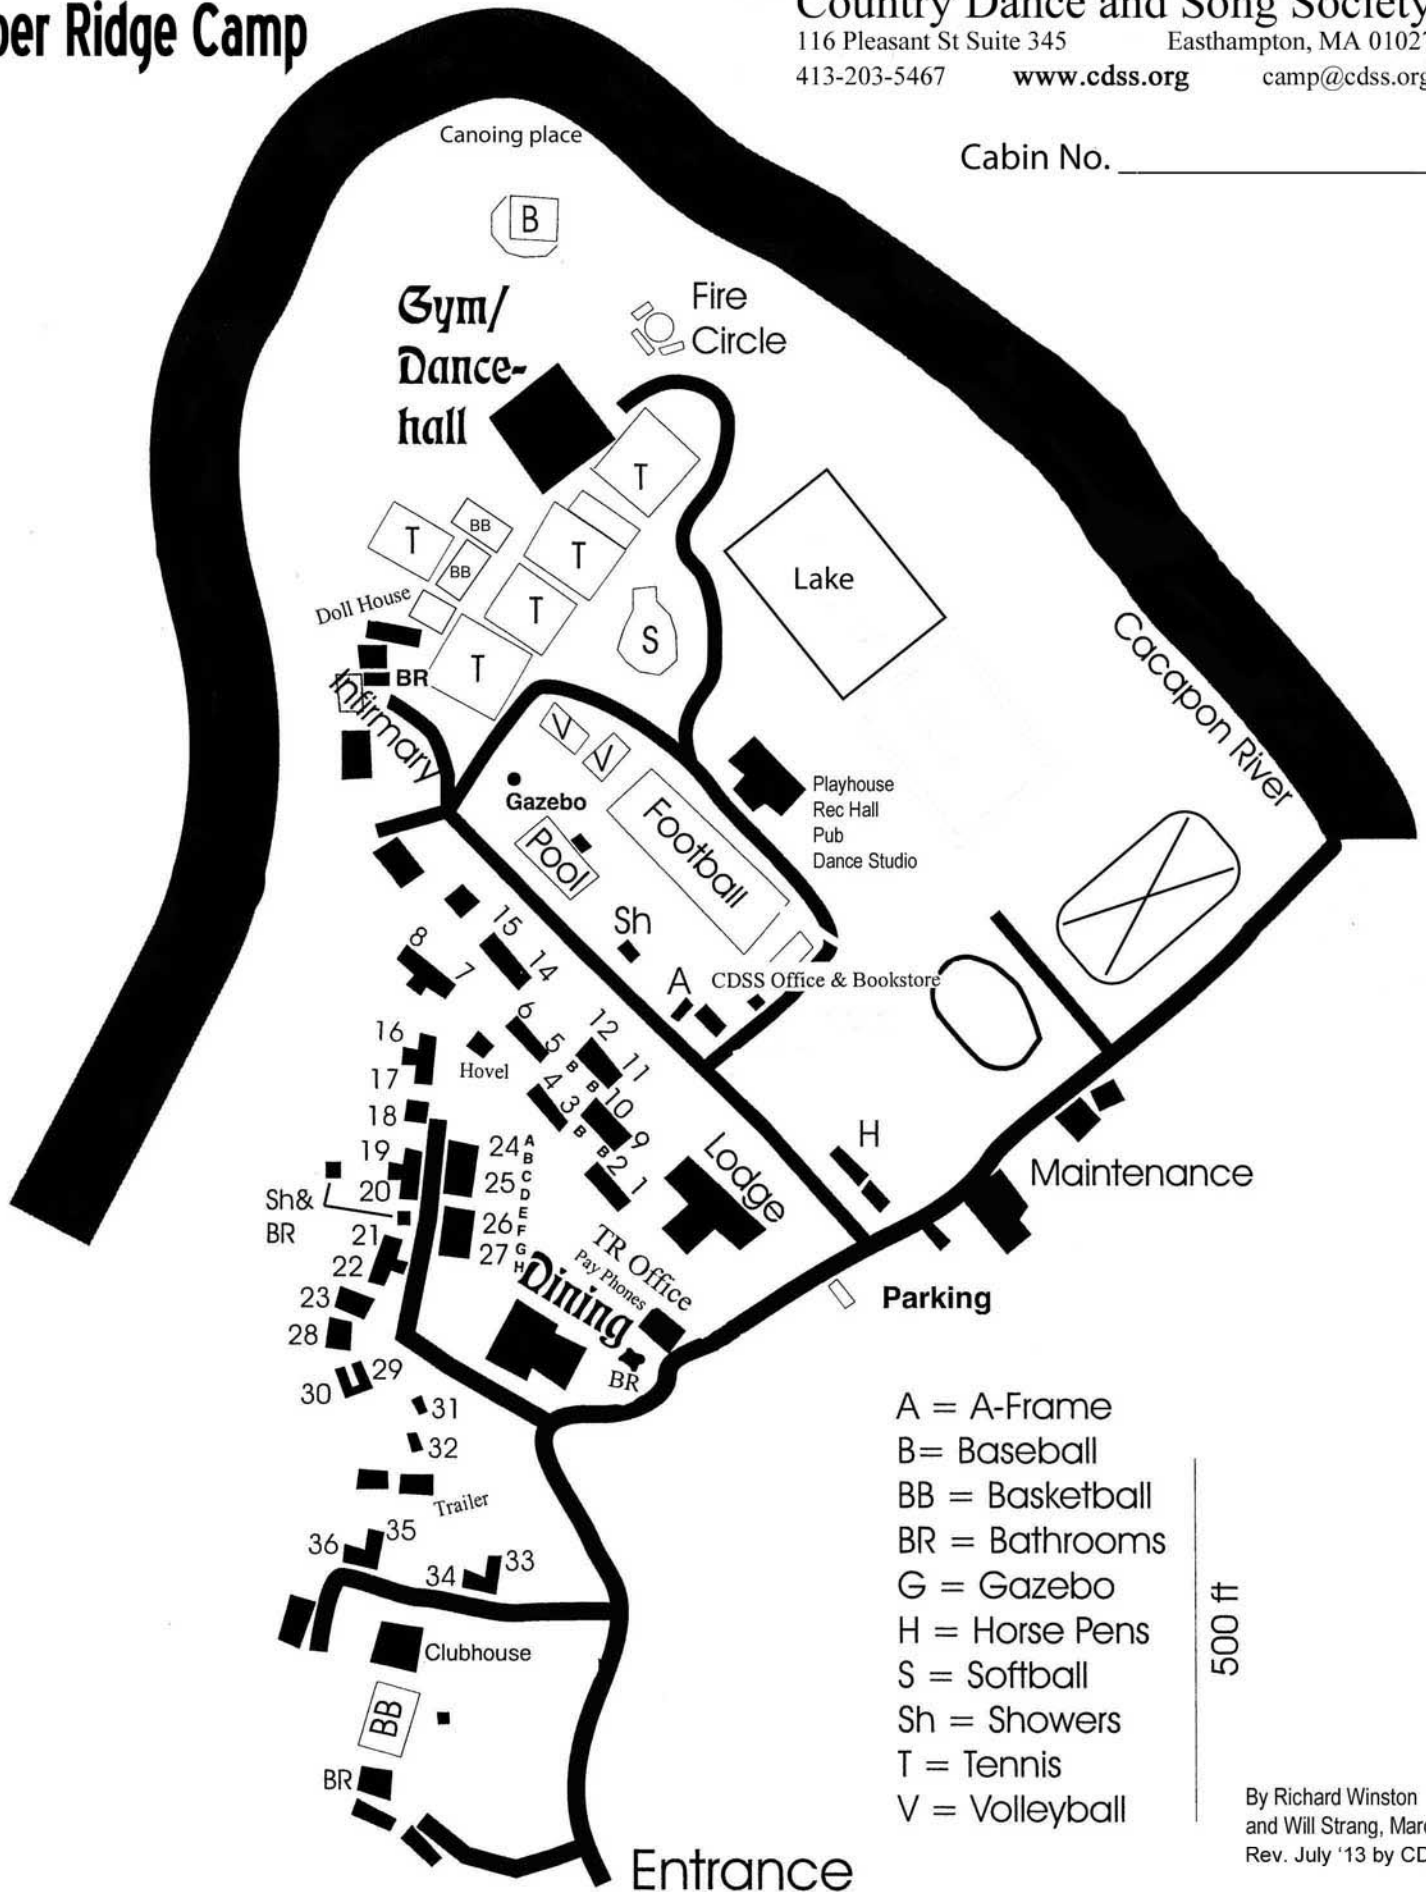 per Ridge Camp
Country Dance and Song Society
116 Pleasant St Suite 345 Easthampton, MA 01027
413-203-5467 www.cdss.org camp@cdss.org
Cabin No.
Canoing place
B
Gym/
Dance-
hall
Fire
Circle
T
BB
T
T
BB
Lake
Doll House
T
S
T
BR
Infirmary
Cacapon River
V
V
Gazebo
Pool
Football
Playhouse
Rec Hall
Pub
Dance Studio
Sh
15
14
8
7
A
CDSS Office & Bookstore
6
5
12
11
16
17
Hovel
B
B
4
3
10
9
B
B
18
2
1
Lodge
H
19
20
24 A
B
25 C
D
26 E
F
27 G
H
Sh&
BR
21
22
Maintenance
TR Office
Pay Phones
Dining
BR
Parking
23
28
29
30
31
32
Trailer
35
36
33
34
Clubhouse
BB
BR
Entrance
A = A-Frame
B= Baseball
BB = Basketball
BR = Bathrooms
G = Gazebo
H = Horse Pens
S = Softball
Sh = Showers
T = Tennis
V = Volleyball
500 ft
By Richard Winston
and Will Strang, Mar
Rev. July '13 by CD